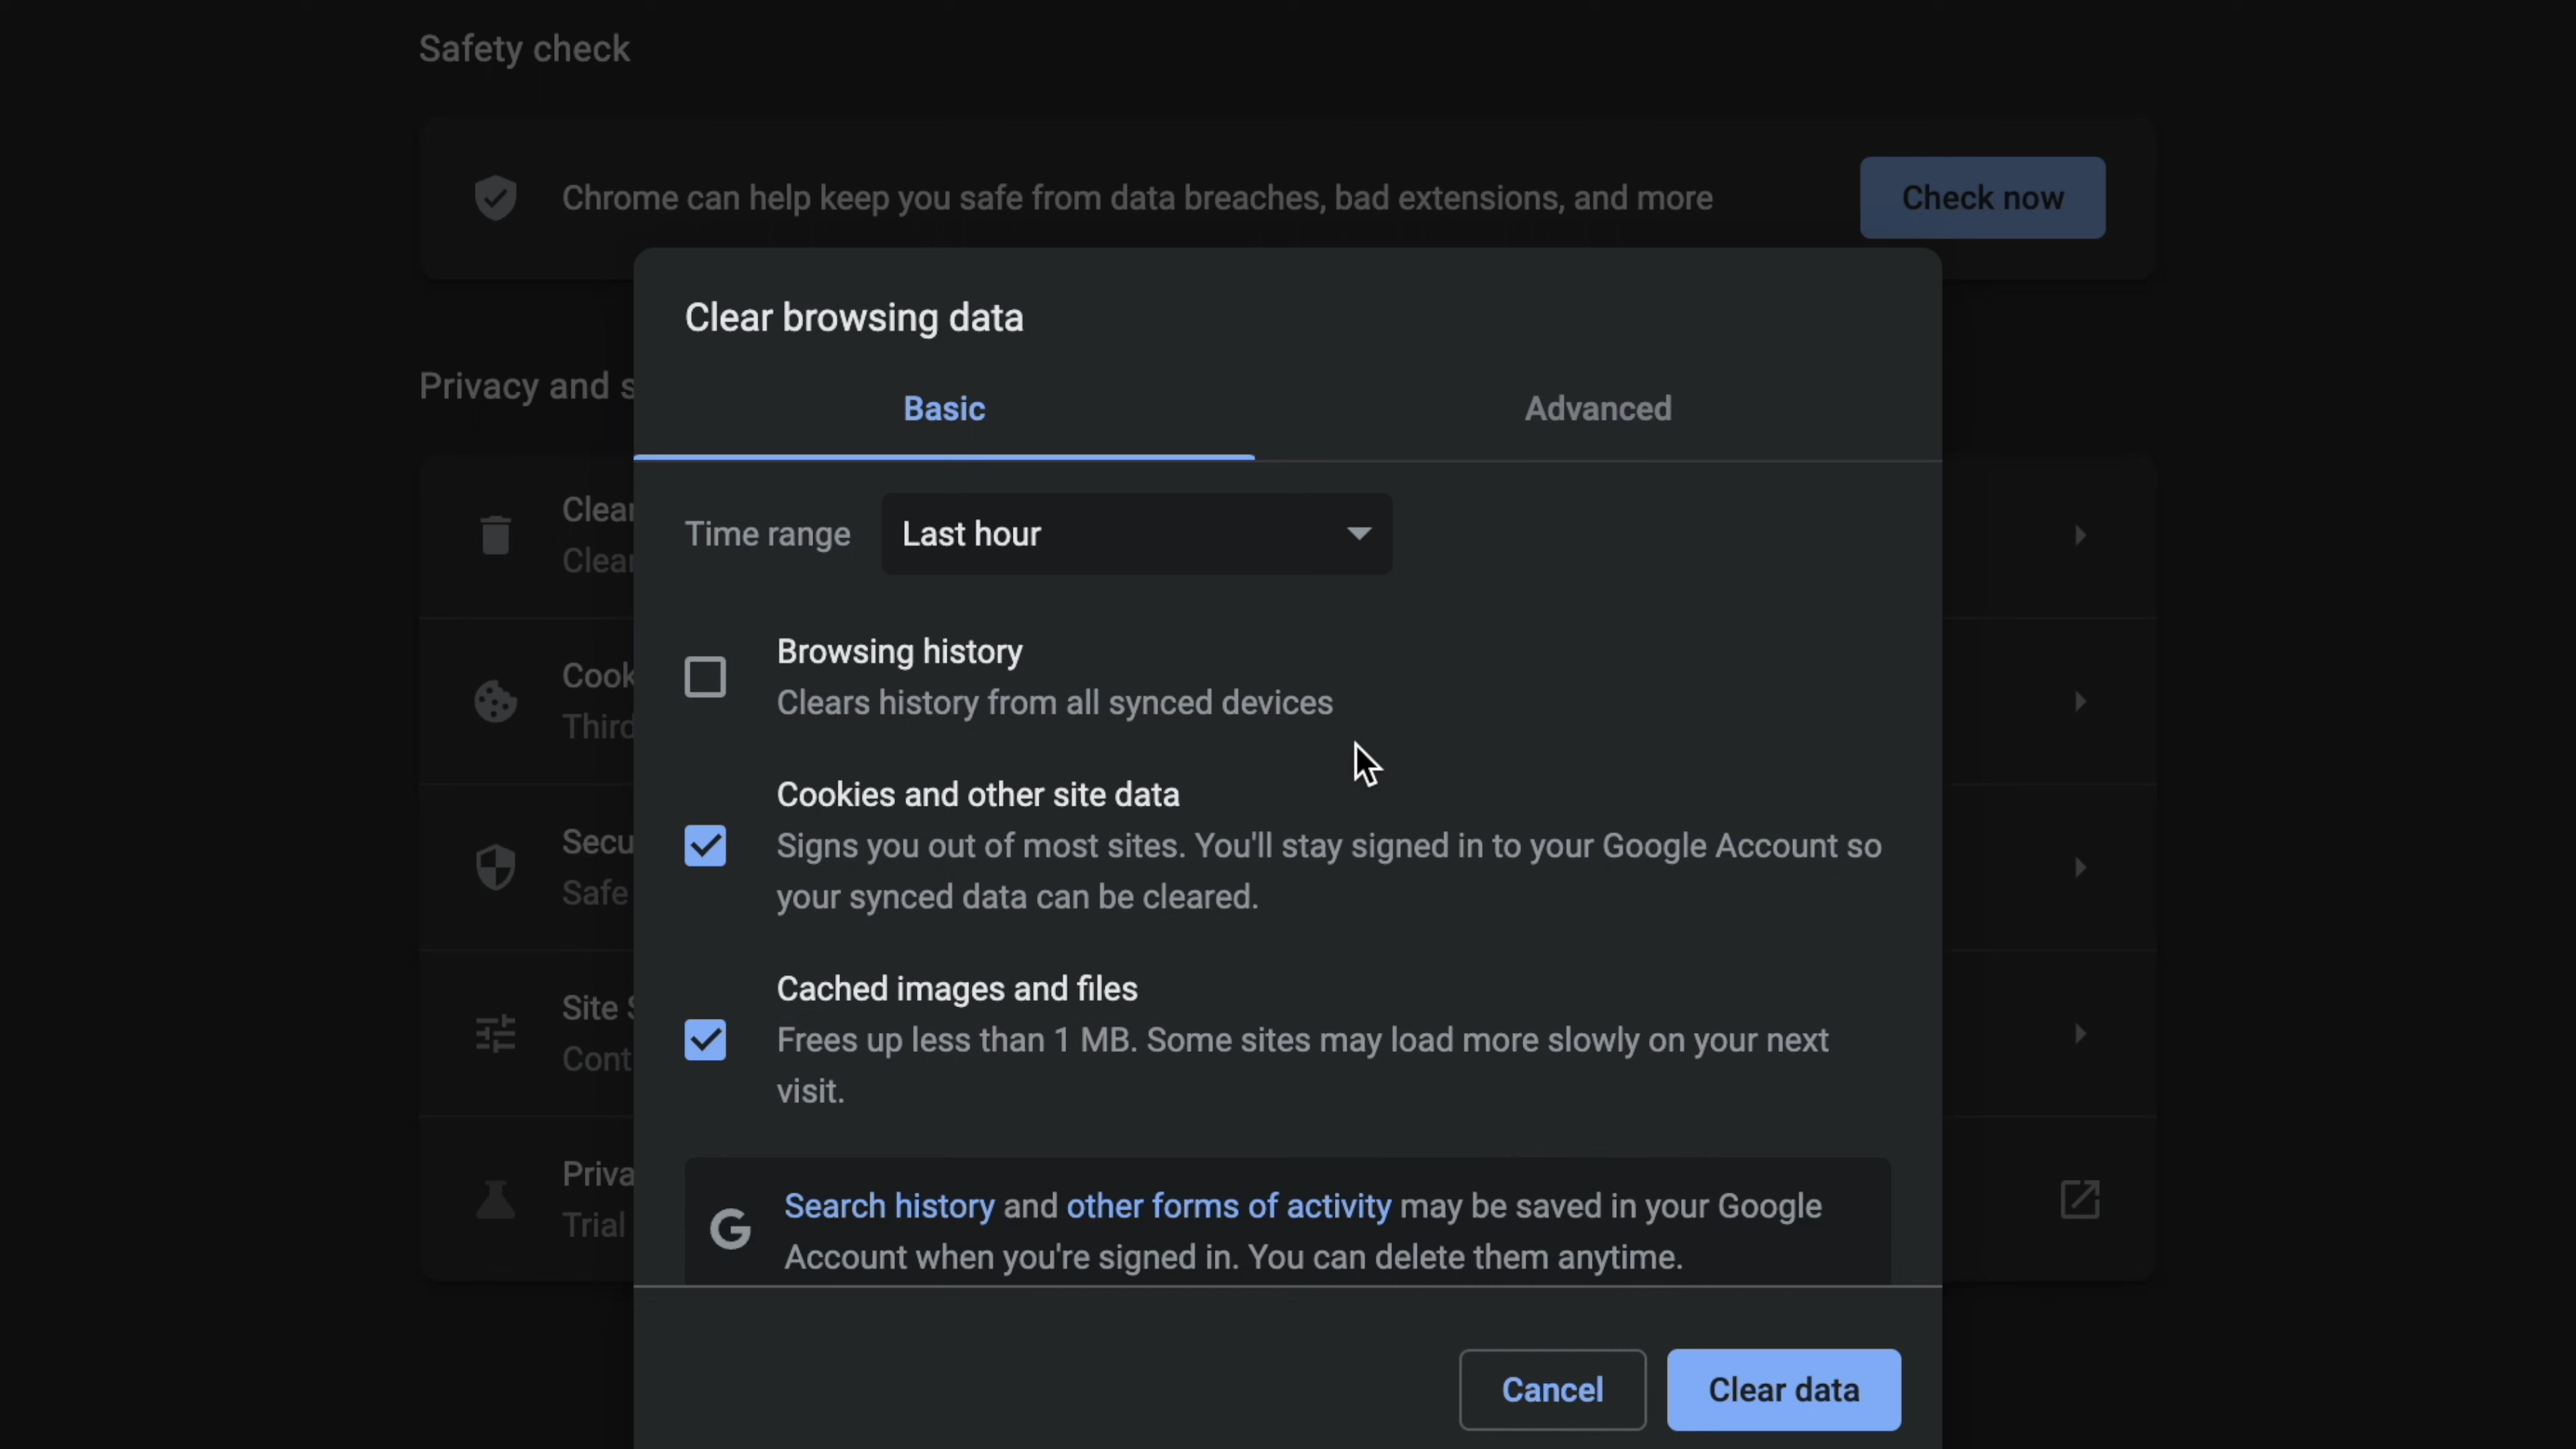 Safety check
Chrome can help keep you safe from data breaches, bad extensions, and more
Check now
Privacy and s
Clear browsing data
Basic
Advanced
Time range
Last hour
Browsing history
Clears history from all synced devices
Cookies and other site data
Signs you out of most sites. You'll stay signed in to your Google Account so
your synced data can be cleared.
Cached images and files
Frees up less than 1 MB. Some sites may load more slowly on your next
visit.
Search history and other forms of activity may be saved in your Google
Account when you're signed in. You can delete them anytime.
Cancel
Clear data
Clear
Clear
Cook
Third
Secu
Safe
Site S
Cont
Priva
Trial